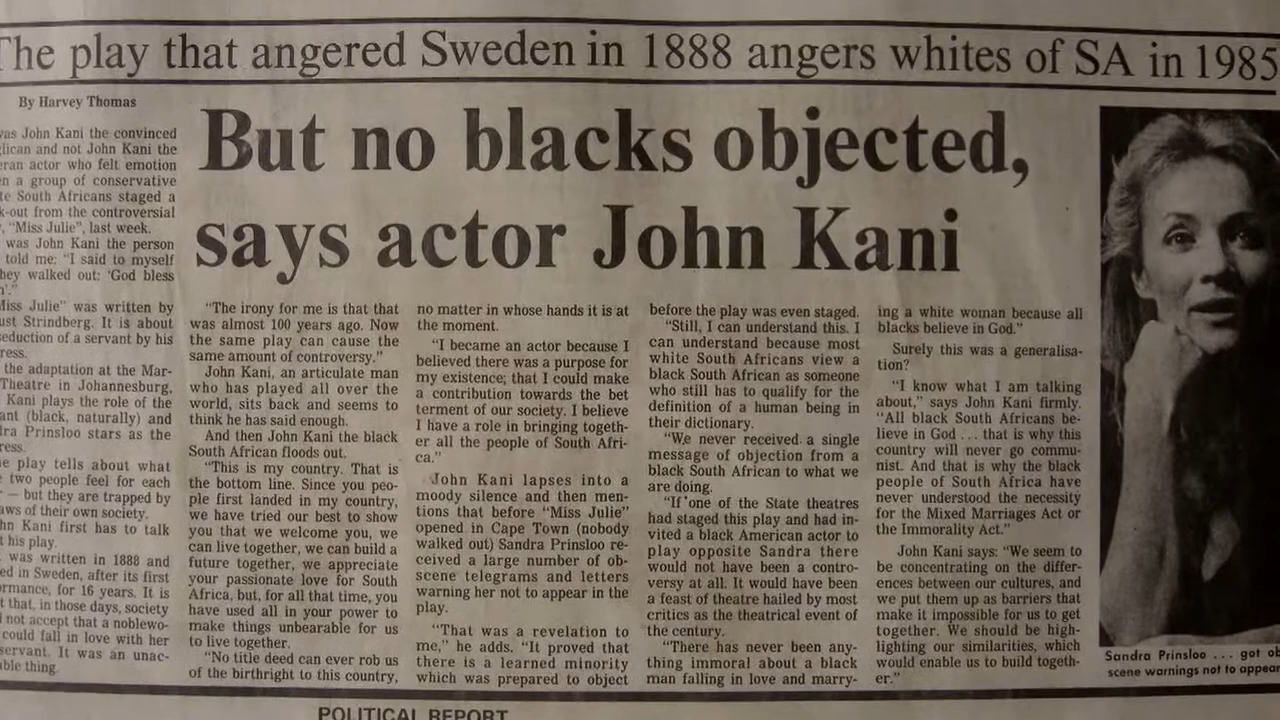 The play that angered Sweden in 1888 angers whites of SA in 1985
By Harvey Thomas
But no blacks objected,
says actor John Kani
was John Kani the convinced
lican and not John Kani the
ran actor who felt emotion
n a group of conservative
te South Africans staged a
k-out from the controversial
, "Miss Julie", last week.
was John Kani the person
told me: "I said to myself
hey walked out: 'God bless
'."
Miss Julie" was written by
ust Strindberg. It is about
eduction of a servant by his
ress.
the adaptation at the Mar-
Theatre in Johannesburg,
Kani plays the role of the
ant (black, naturally) and
dra Prinsloo stars as the
ress.
e play tells about what
two people feel for each
— but they are trapped by
aws of their own society.
hn Kani first has to talk
t his play.
was written in 1888 and
ed in Sweden, after its first
ormance, for 16 years. It is
t that, in those days, society
not accept that a noblewo-
could fall in love with her
servant. It was an unac-
able thing.
"The irony for me is that that
was almost 100 years ago. Now
the same play can cause the
same amount of controversy."
John Kani, an articulate man
who has played all over the
world, sits back and seems to
think he has said enough.
And then John Kani the black
South African floods out.
"This is my country. That is
the bottom line. Since you peo-
ple first landed in my country,
we have tried our best to show
you that we welcome you, we
can live together, we can build a
future together, we appreciate
your passionate love for South
Africa, but, for all that time, you
have used all in your power to
make things unbearable for us
to live together.
"No title deed can ever rob us
of the birthright to this country,
no matter in whose hands it is at
the moment.
"I became an actor because I
believed there was a purpose for
my existence; that I could make
a contribution towards the bet
terment of our society. I believe
I have a role in bringing togeth-
er all the people of South Afri-
ca."
John Kani lapses into a
moody silence and then men-
tions that before "Miss Julie"
opened in Cape Town (nobody
walked out) Sandra Prinsloo re-
ceived a large number of ob-
scene telegrams and letters
warning her not to appear in the
play.
"That was a revelation to
me," he adds. "It proved that
there is a learned minority
which was prepared to object
before the play was even staged.
"Still, I can understand this. I
can understand because most
white South Africans view a
black South African as someone
who still has to qualify for the
definition of a human being in
their dictionary.
"We never received a single
message of objection from a
black South African to what we
are doing.
"If one of the State theatres
had staged this play and had in-
vited a black American actor to
play opposite Sandra there
would not have been a contro-
versy at all. It would have been
a feast of theatre hailed by most
critics as the theatrical event of
the century.
"There has never been any-
thing immoral about a black
man falling in love and marry-
ing a white woman because all
blacks believe in God."
Surely this was a generalisa-
tion?
"I know what I am talking
about," says John Kani firmly.
"All black South Africans be-
lieve in God ... that is why this
country will never go commu-
nist. And that is why the black
people of South Africa have
never understood the necessity
for the Mixed Marriages Act or
the Immorality Act."
John Kani says: "We seem to
be concentrating on the differ-
ences between our cultures, and
we put them up as barriers that
make it impossible for us to get
together. We should be high-
lighting our similarities, which
would enable us to build togeth-
er."
Sandra Prinsloo ... got ob
scene warnings not to appear
POLITICAL REPORT